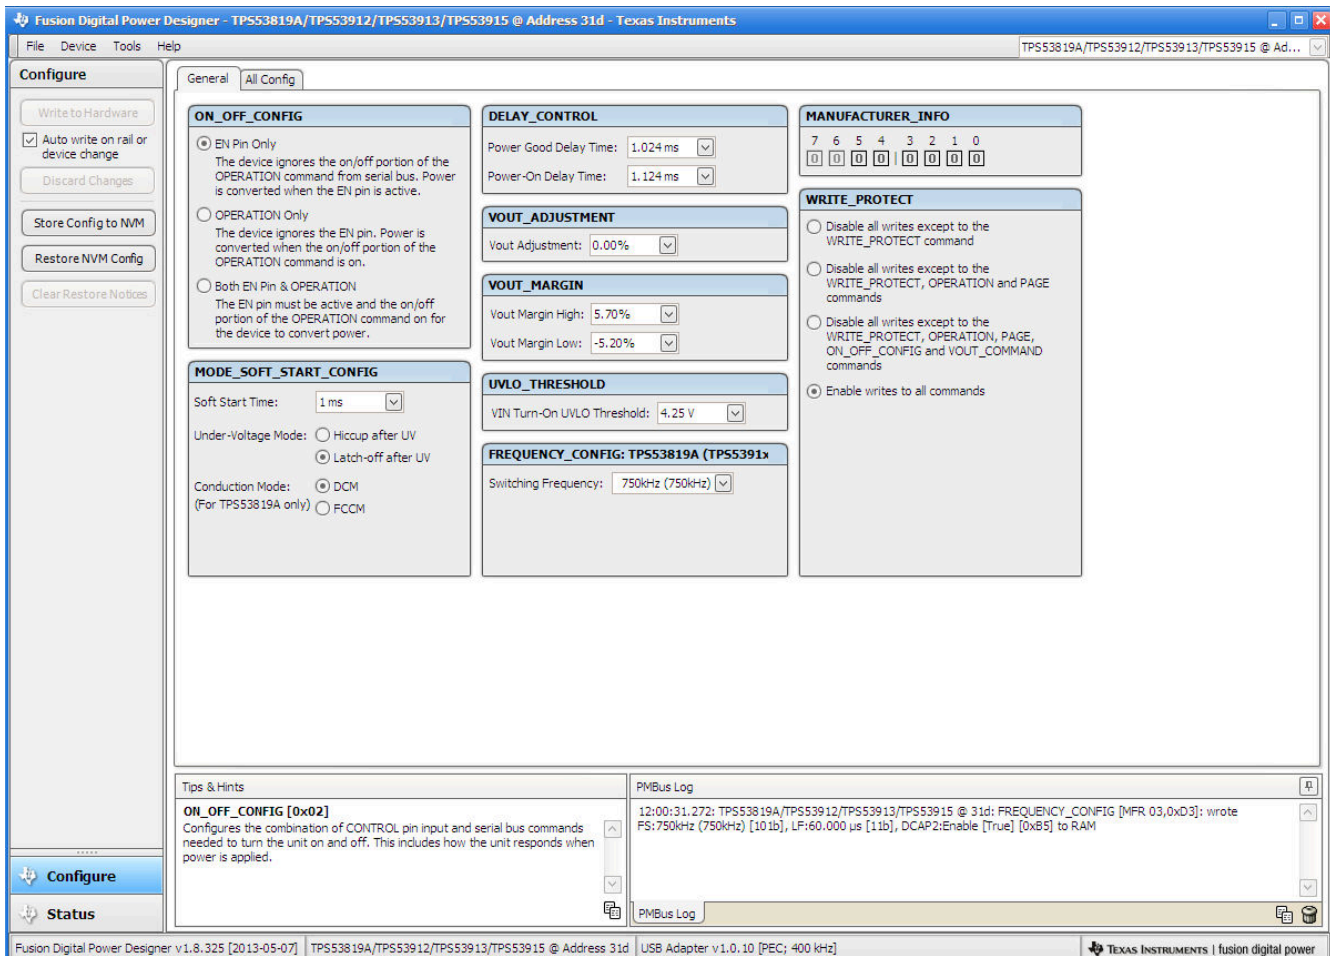 Fusion Digital Power Designer - TPS53819A/TPS53912/TPS53913/TPS53915 @ Address 31d - Texas Instruments
File Device Tools Help
TPS53819A/TPS53912/TPS53913/TPS53915 @ Ad...
Configure
Write to Hardware
Auto write on rail or
device change
Discard Changes
Store Config to NVM
Restore NVM Config
Clear Restore Notices
General
All Config
ON_OFF_CONFIG
EN Pin Only
The device ignores the on/off portion of the
OPERATION command from serial bus. Power
is converted when the EN pin is active.
OPERATION Only
The device ignores the EN pin. Power is
converted when the on/off portion of the
OPERATION command is on.
Both EN Pin & OPERATION
The EN pin must be active and the on/off
portion of the OPERATION command on for
the device to convert power.
MODE_SOFT_START_CONFIG
Soft Start Time: 1 ms
Under-Voltage Mode: Hiccup after UV
Latch-off after UV
Conduction Mode: DCM
(For TPS53819A only) FCCM
DELAY_CONTROL
Power Good Delay Time: 1.024 ms
Power-On Delay Time: 1.124 ms
VOUT_ADJUSTMENT
Vout Adjustment: 0.00%
VOUT_MARGIN
Vout Margin High: 5.70%
Vout Margin Low: -5.20%
UVLO_THRESHOLD
VIN Turn-On UVLO Threshold: 4.25 V
FREQUENCY_CONFIG: TPS53819A (TPS5391x
Switching Frequency: 750kHz (750kHz)
MANUFACTURER_INFO
7 6 5 4 3 2 1 0
0 0 0 0 | 0 0 0 0
WRITE_PROTECT
Disable all writes except to the
WRITE_PROTECT command
Disable all writes except to the
WRITE_PROTECT, OPERATION and PAGE
commands
Disable all writes except to the
WRITE_PROTECT, OPERATION, PAGE,
ON_OFF_CONFIG and VOUT_COMMAND
commands
Enable writes to all commands
Tips & Hints
ON_OFF_CONFIG [0x02]
Configures the combination of CONTROL pin input and serial bus commands
needed to turn the unit on and off. This includes how the unit responds when
power is applied.
PMBus Log
12:00:31.272: TPS53819A/TPS53912/TPS53913/TPS53915 @ 31d: FREQUENCY_CONFIG [MFR 03,0xD3]: wrote
FS:750kHz (750kHz) [101b], LF:60.000 µs [11b], DCAP2:Enable [True] [0xB5] to RAM
PMBus Log
Configure
Status
Fusion Digital Power Designer v1.8.325 [2013-05-07] TPS53819A/TPS53912/TPS53913/TPS53915 @ Address 31d USB Adapter v1.0.10 [PEC; 400 kHz]
TEXAS INSTRUMENTS | fusion digital power